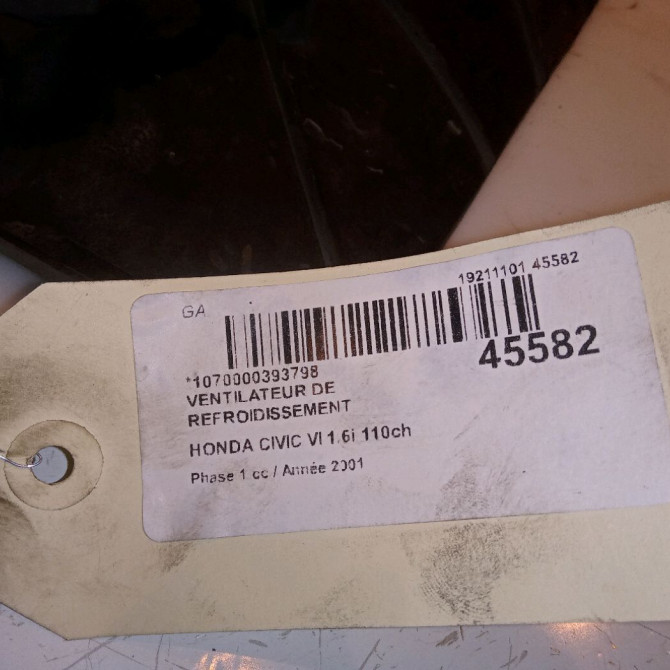 GA
19211101 45582
45582
*1070000393798
VENTILATEUR DE
REFROIDISSEMENT
HONDA CIVIC VI 1.6i 110ch
Phase 1 cc / Année 2001